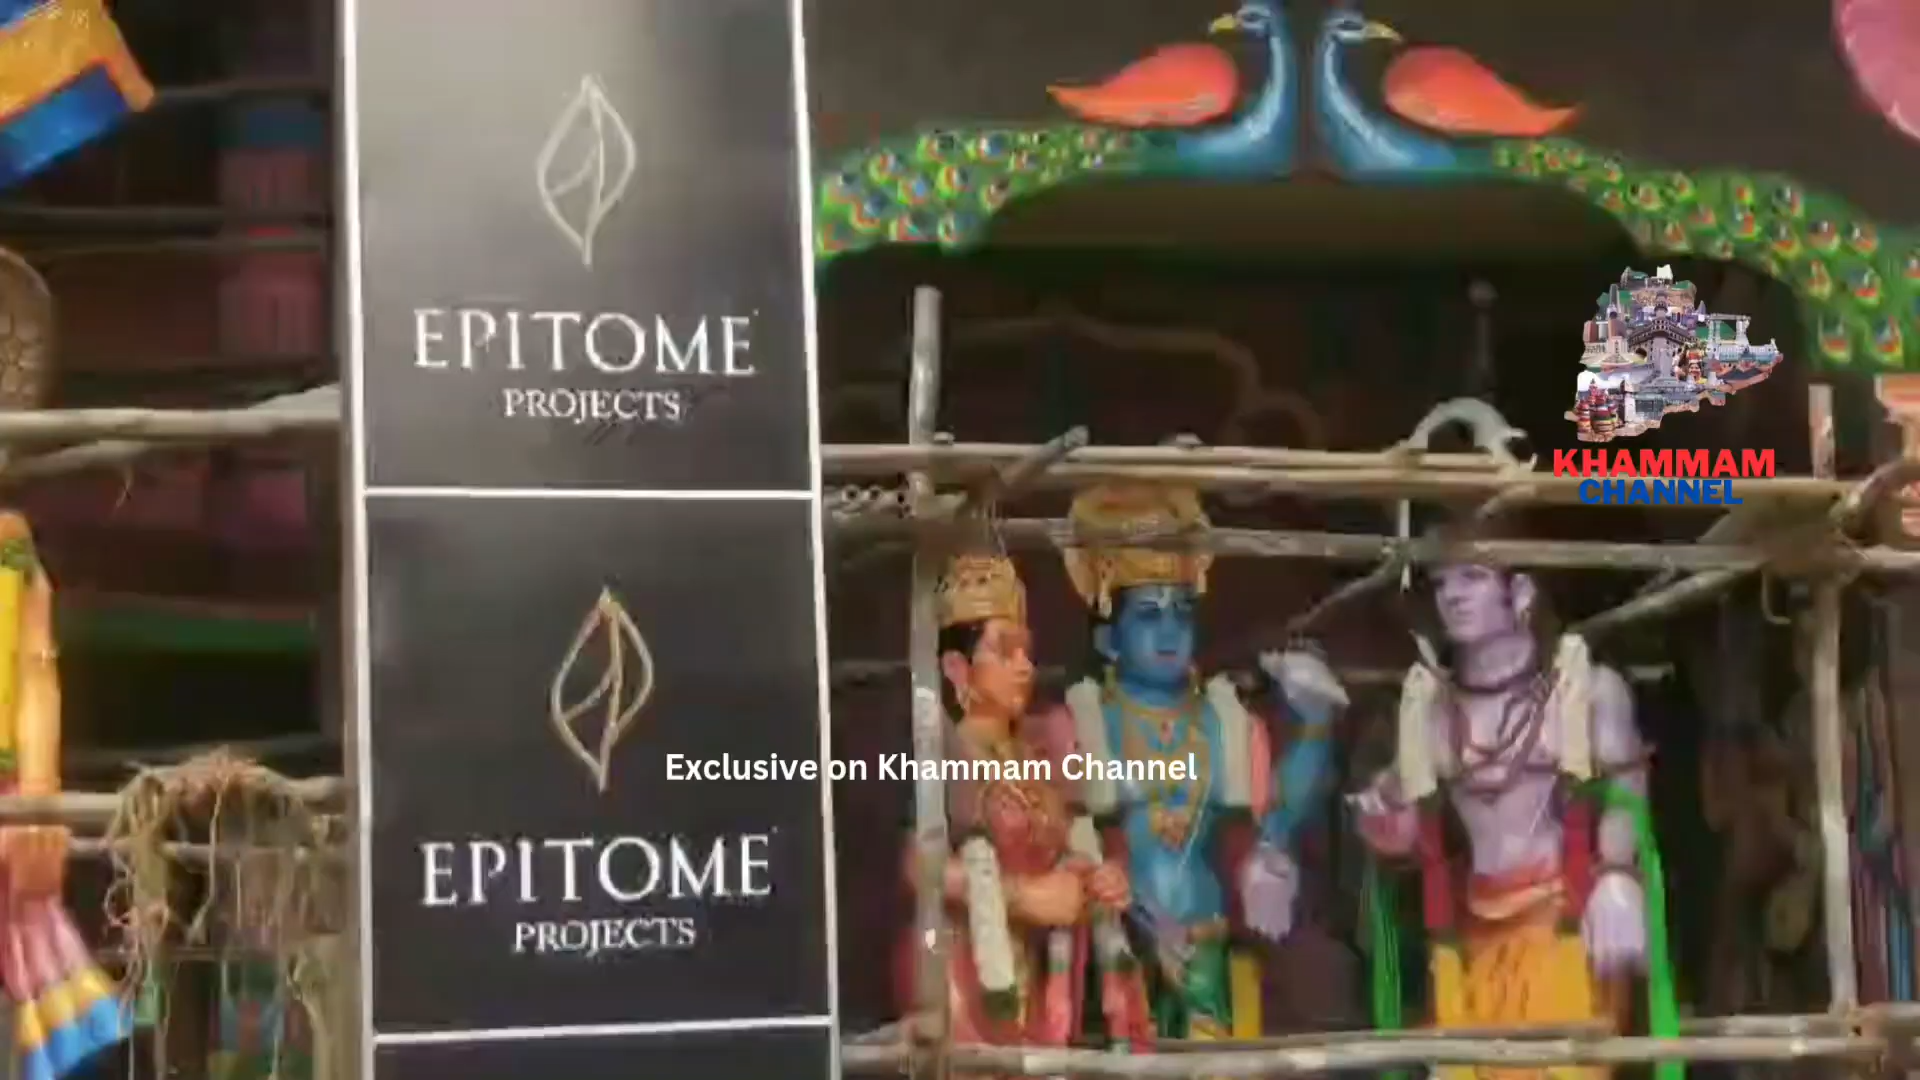 EPITOME
PROJECTS
KHAMMAM
CHANNEL
Exclusive on Khammam Channel
EPITOME
PROJECTS